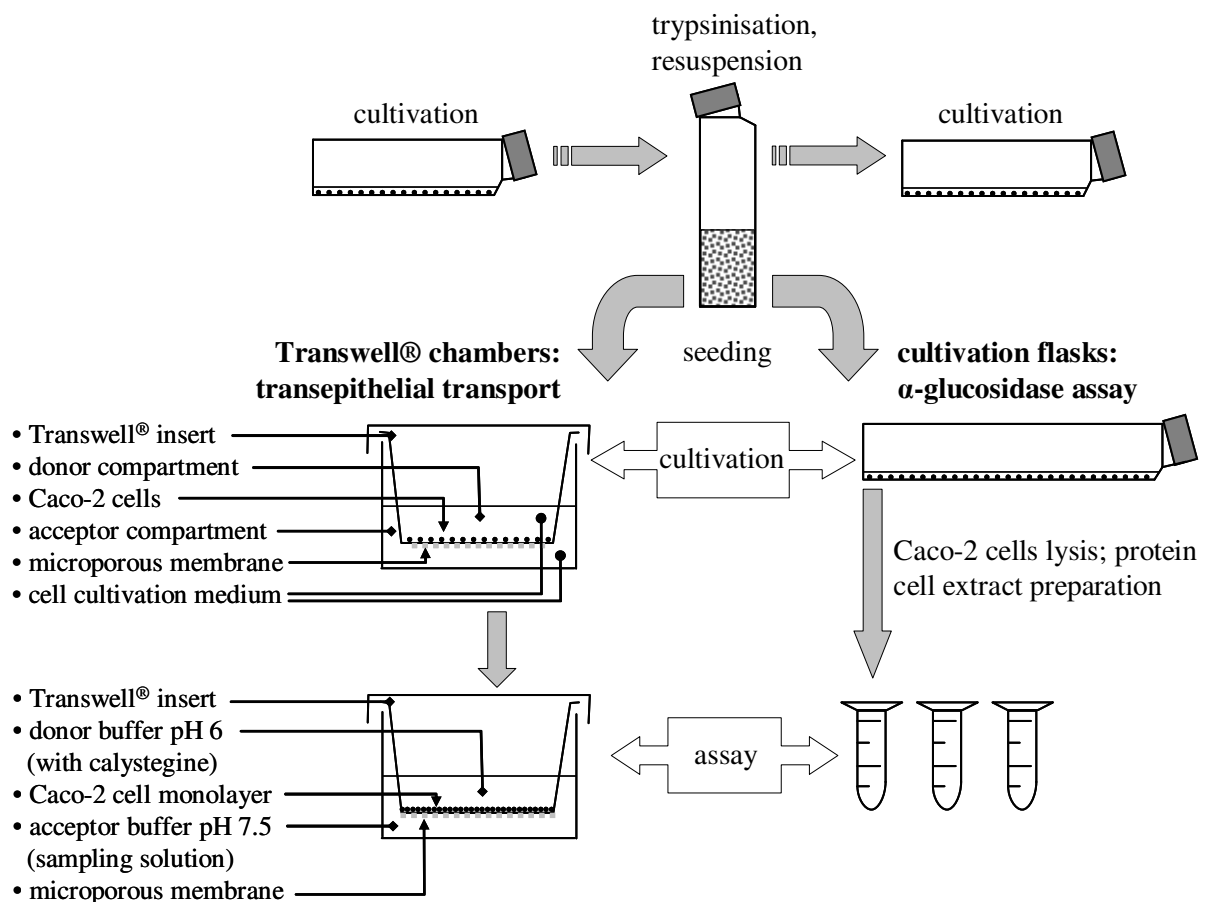 trypsinisation,
resuspension
cultivation
cultivation
Transwell® chambers:
transepithelial transport
seeding
cultivation flasks:
α-glucosidase assay
• Transwell® insert
• donor compartment
• Caco-2 cells
• acceptor compartment
• microporous membrane
• cell cultivation medium
cultivation
Caco-2 cells lysis; protein
cell extract preparation
• Transwell® insert
• donor buffer pH 6
(with calystegine)
• Caco-2 cell monolayer
• acceptor buffer pH 7.5
(sampling solution)
• microporous membrane
assay